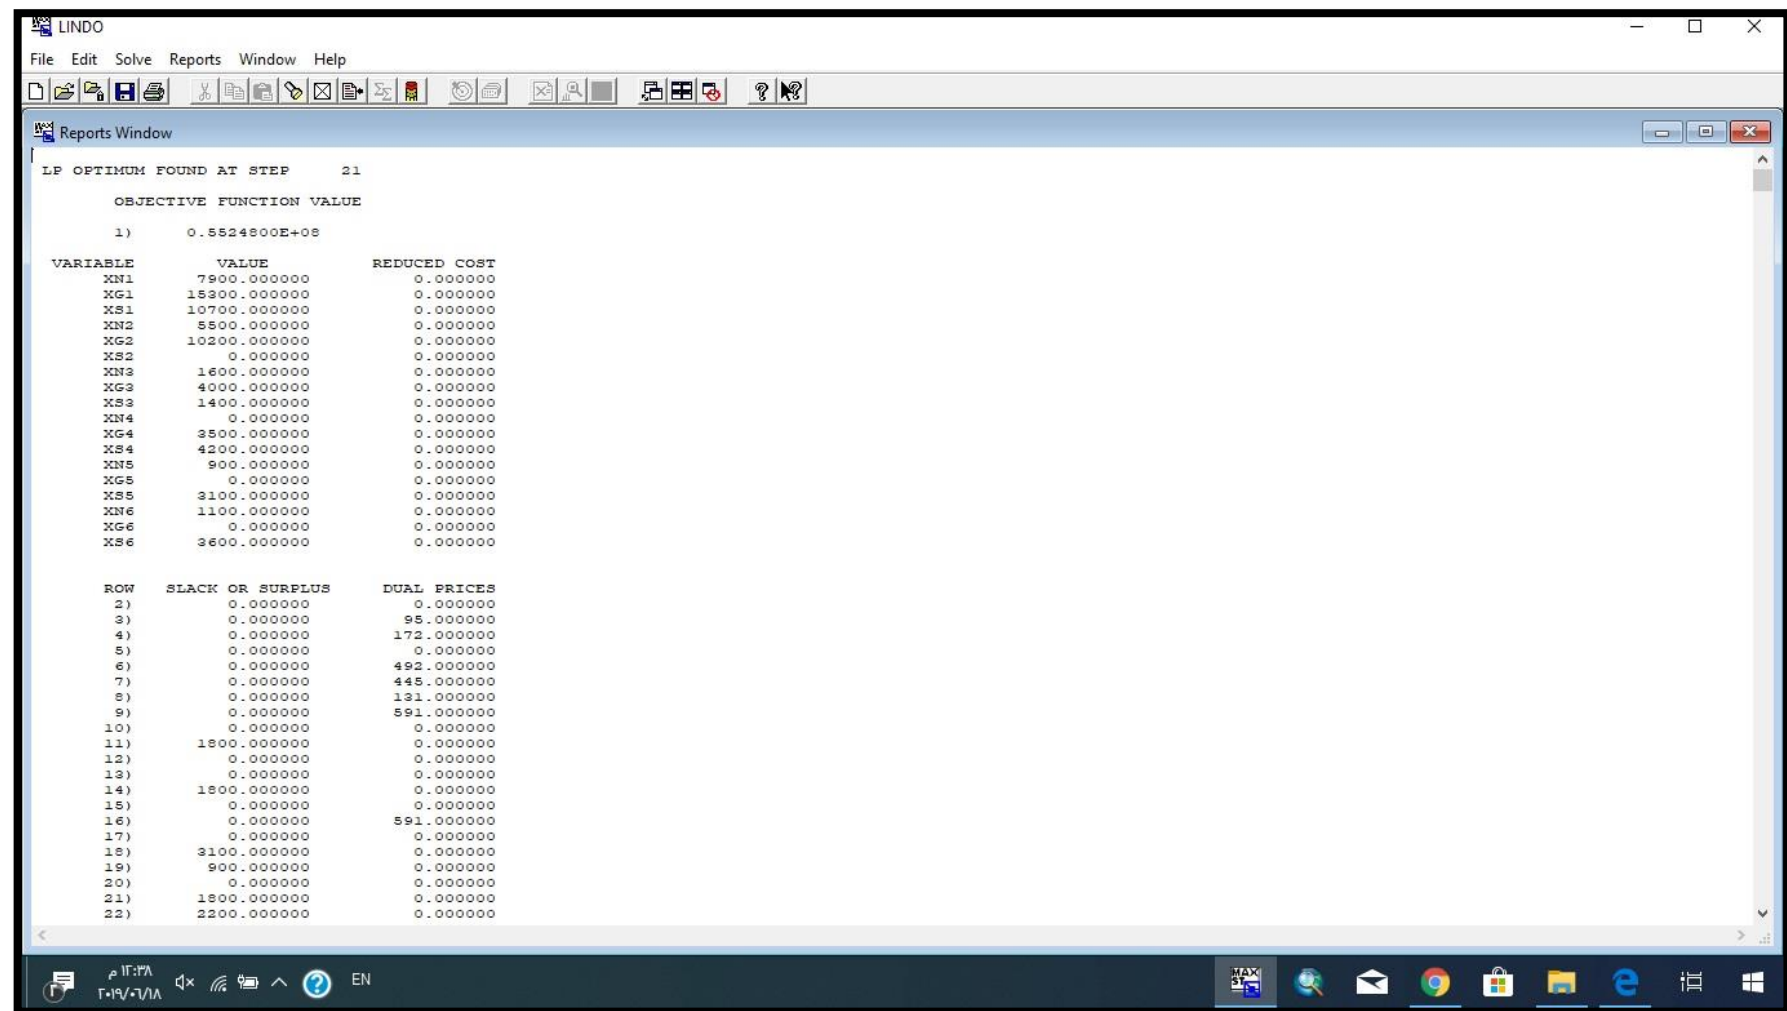 LINDO
File Edit Solve Reports Window Help
Reports Window
LP OPTIMUM FOUND AT STEP 21
OBJECTIVE FUNCTION VALUE
1) 0.5524800E+08
VARIABLE VALUE REDUCED COST
XN1 7900.000000 0.000000
XG1 15300.000000 0.000000
XS1 10700.000000 0.000000
XN2 5500.000000 0.000000
XG2 10200.000000 0.000000
XS2 0.000000 0.000000
XN3 1600.000000 0.000000
XG3 4000.000000 0.000000
XS3 1400.000000 0.000000
XN4 0.000000 0.000000
XG4 3500.000000 0.000000
XS4 4200.000000 0.000000
XN5 900.000000 0.000000
XG5 0.000000 0.000000
XS5 3100.000000 0.000000
XN6 1100.000000 0.000000
XG6 0.000000 0.000000
XS6 3600.000000 0.000000
ROW SLACK OR SURPLUS DUAL PRICES
2) 0.000000 0.000000
3) 0.000000 95.000000
4) 0.000000 172.000000
5) 0.000000 0.000000
6) 0.000000 492.000000
7) 0.000000 445.000000
8) 0.000000 131.000000
9) 0.000000 591.000000
10) 0.000000 0.000000
11) 1800.000000 0.000000
12) 0.000000 0.000000
13) 0.000000 0.000000
14) 1800.000000 0.000000
15) 0.000000 0.000000
16) 0.000000 591.000000
17) 0.000000 0.000000
18) 3100.000000 0.000000
19) 900.000000 0.000000
20) 0.000000 0.000000
21) 1800.000000 0.000000
22) 2200.000000 0.000000
١٢:٣٨ م
٢٠١٩/٠٦/١٨
EN
MAX
ST